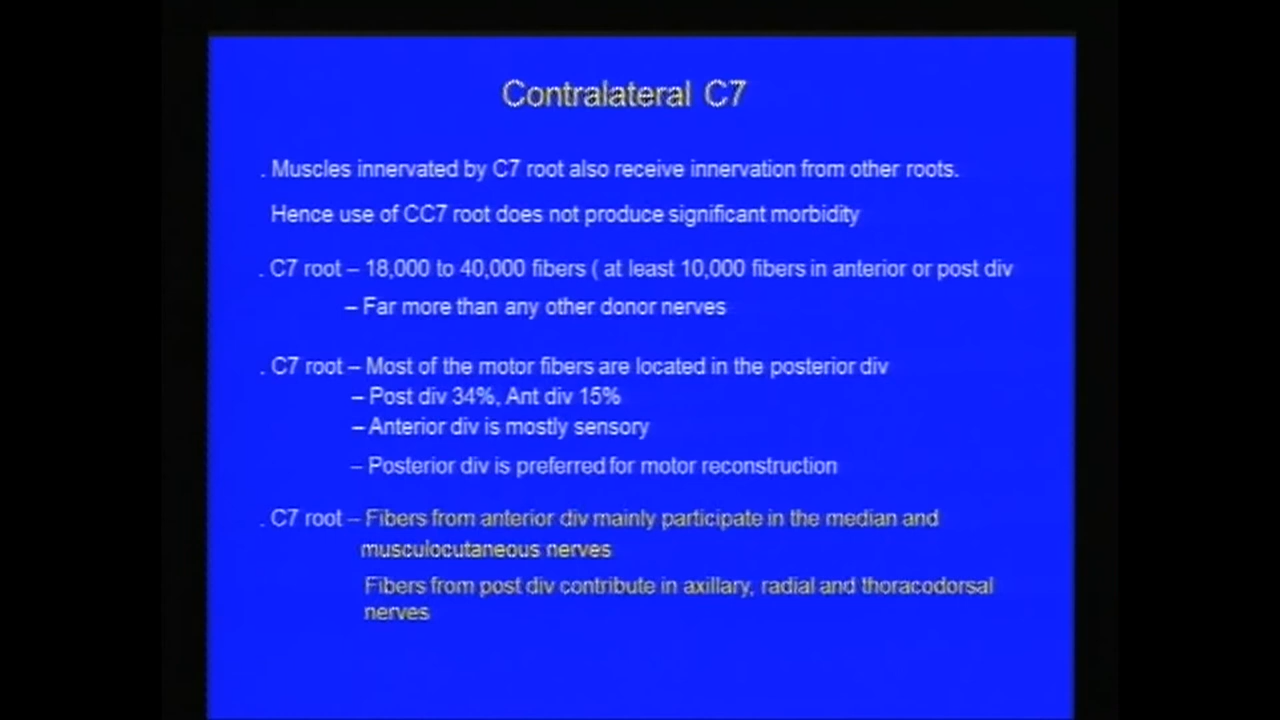 Contralateral C7
. Muscles innervated by C7 root also receive innervation from other roots.
Hence use of CC7 root does not produce significant morbidity
. C7 root – 18,000 to 40,000 fibers ( at least 10,000 fibers in anterior or post div
– Far more than any other donor nerves
. C7 root – Most of the motor fibers are located in the posterior div
– Post div 34%, Ant div 15%
– Anterior div is mostly sensory
– Posterior div is preferred for motor reconstruction
. C7 root – Fibers from anterior div mainly participate in the median and
musculocutaneous nerves
Fibers from post div contribute in axillary, radial and thoracodorsal
nerves